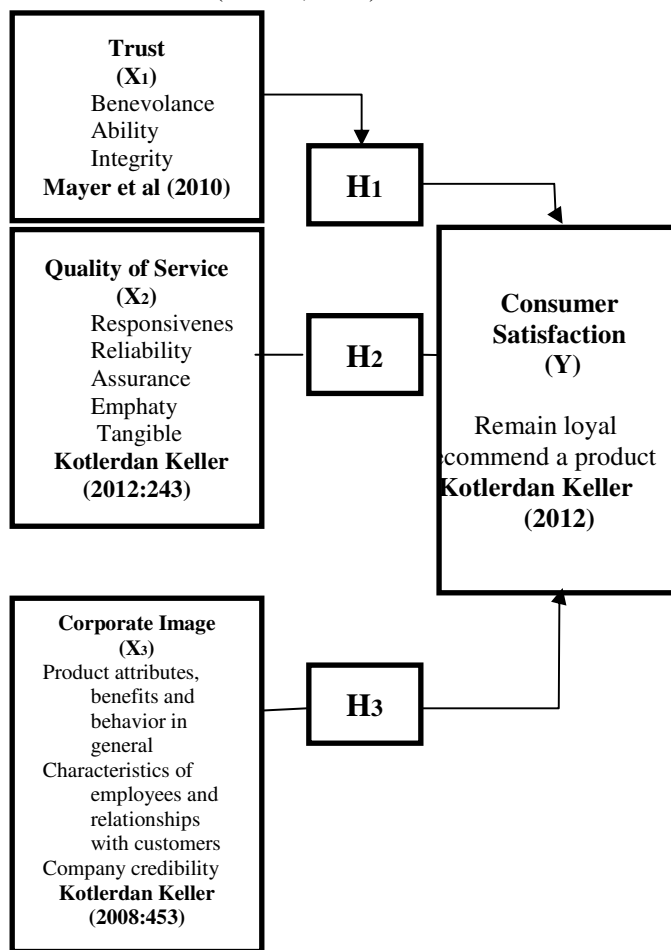 Trust
(X1)
Benevolance
Ability
Integrity
Mayer et al (2010)
H1
Quality of Service
(X2)
Responsivenes
Reliability
Assurance
Emphaty
Tangible
Kotlerdan Keller
(2012:243)
H2
Consumer
Satisfaction
(Y)
Remain loyal
ecommend a product
Kotlerdan Keller
(2012)
Corporate Image
(X3)
Product attributes,
benefits and
behavior in
general
Characteristics of
employees and
relationships
with customers
Company credibility
Kotlerdan Keller
(2008:453)
H3